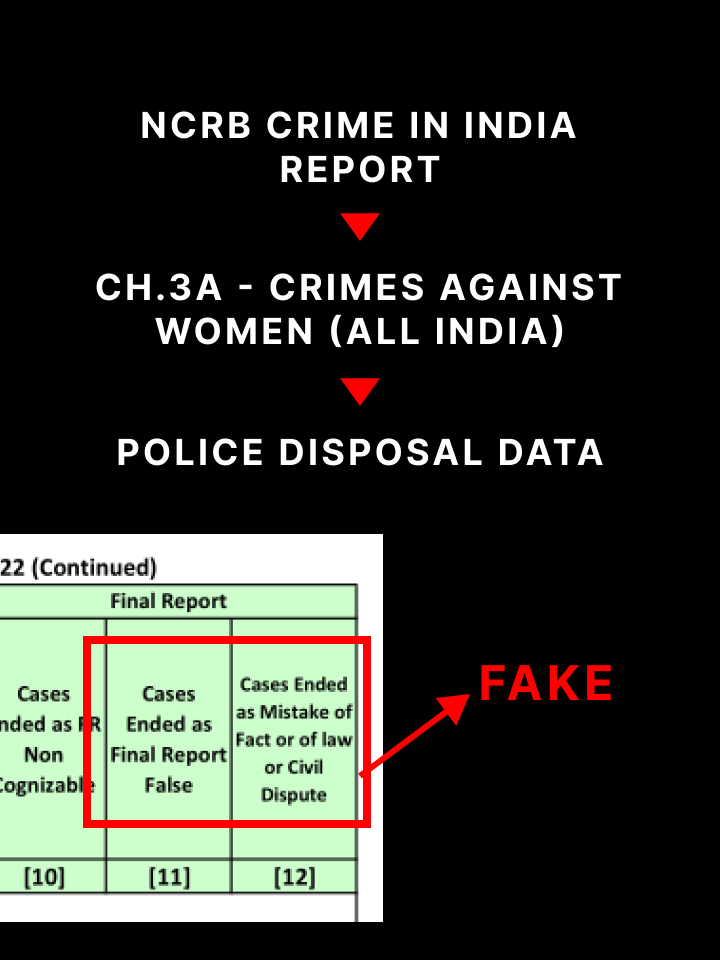 NCRB CRIME IN INDIA
REPORT
CH.3A - CRIMES AGAINST
WOMEN (ALL INDIA)
POLICE DISPOSAL DATA
22 (Continued)
Final Report
Cases
nded as FR
Non
Cognizable
Cases
Ended as
Final Report
False
Cases Ended
as Mistake of
Fact or of law
or Civil
Dispute
FAKE
[10] [11] [12]